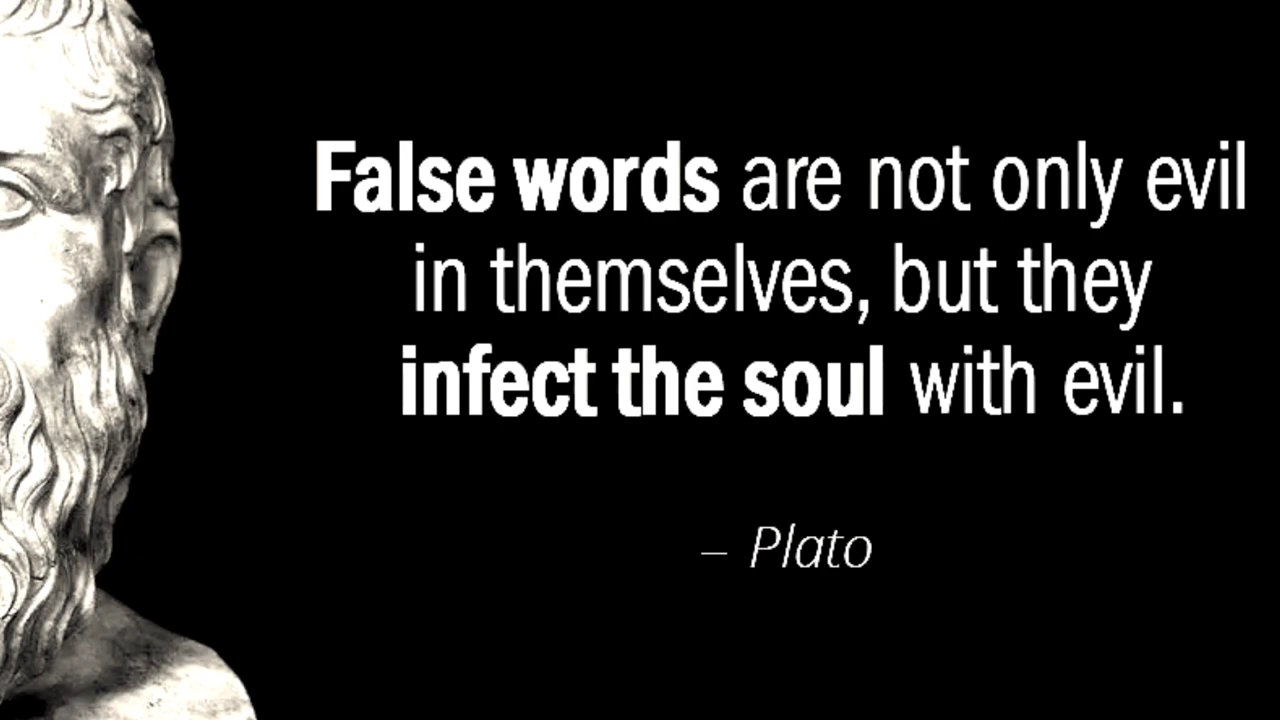 False words are not only evil
in themselves, but they
infect the soul with evil.
– Plato